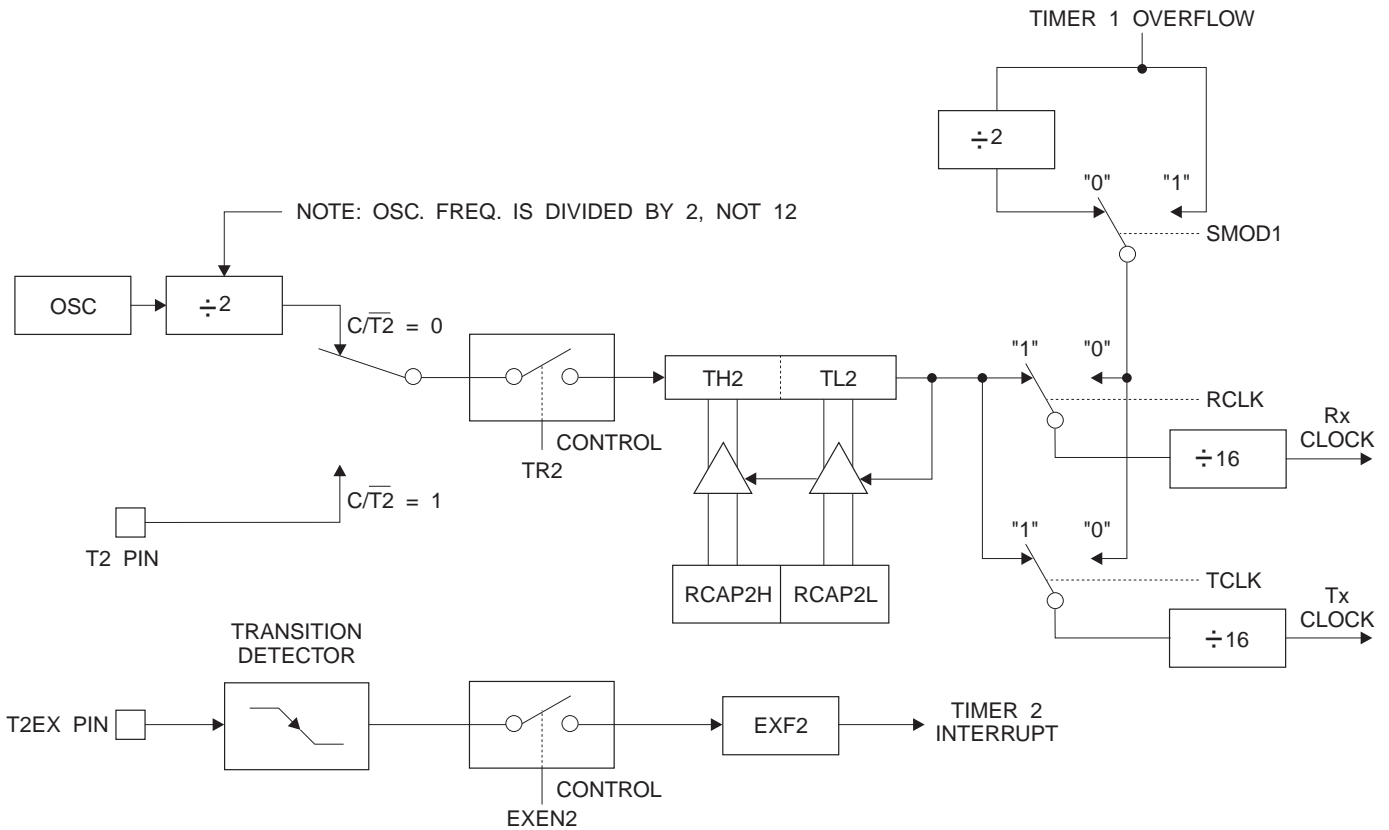 TIMER 1 OVERFLOW
÷2
"0" "1"
NOTE: OSC. FREQ. IS DIVIDED BY 2, NOT 12
SMOD1
OSC
÷2
C/T2̅ = 0
"1" "0"
TH2 TL2
RCLK
Rx
CLOCK
CONTROL
÷16
TR2
C/T2̅ = 1
"1" "0"
T2 PIN
TCLK
RCAP2H RCAP2L
Tx
CLOCK
TRANSITION
DETECTOR
÷16
T2EX PIN
EXF2
TIMER 2
INTERRUPT
CONTROL
EXEN2